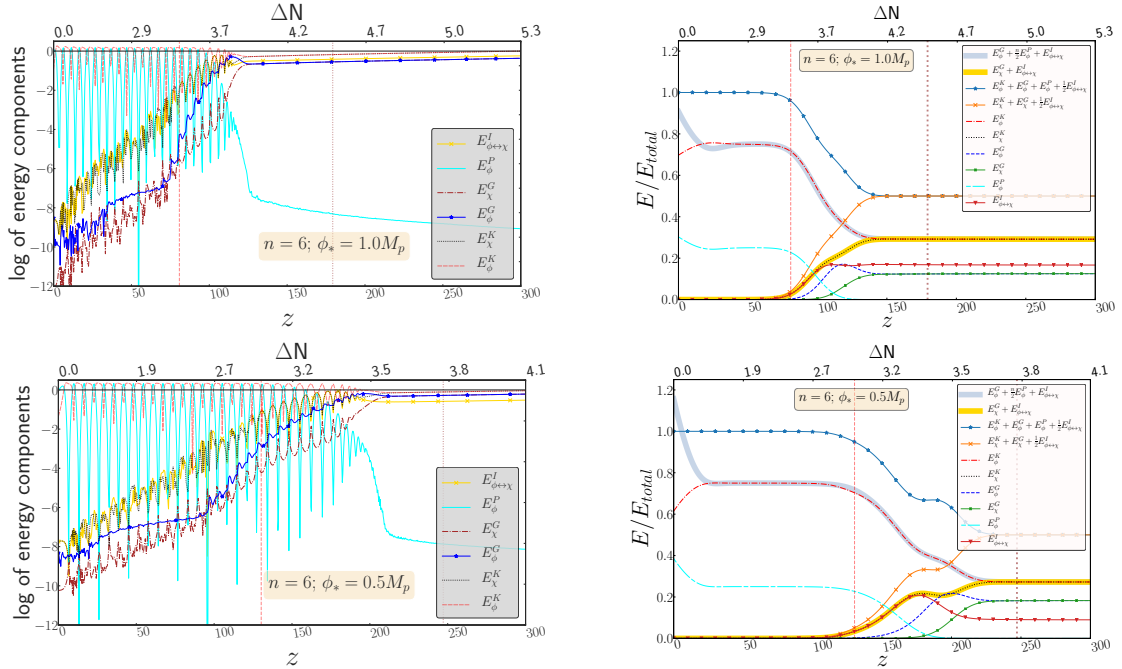 ΔN
0.0 2.9 3.7 4.2 4.7 5.0 5.3
log of energy components
0
−2
−4
−6
−8
−10
−12
E^I_{ϕ↔χ}
E^P_ϕ
E^G_χ
E^G_ϕ
E^K_χ
E^K_ϕ
n = 6; ϕ_* = 1.0M_p
0 50 100 150 200 250 300
z
ΔN
0.0 2.9 3.7 4.2 4.7 5.0 5.3
E/E_{total}
1.2
1.0
0.8
0.6
0.4
0.2
0.0
n = 6; ϕ_* = 1.0M_p
E^G_ϕ + n/2 E^P_ϕ + E^I_{ϕ↔χ}
E^G_χ + E^I_{ϕ↔χ}
E^K_ϕ + E^G_ϕ + E^P_ϕ + 1/2 E^I_{ϕ↔χ}
E^K_χ + E^G_χ + 1/2 E^I_{ϕ↔χ}
E^K_ϕ
E^K_χ
E^G_ϕ
E^G_χ
E^P_ϕ
E^I_{ϕ↔χ}
0 50 100 150 200 250 300
z
ΔN
0.0 1.9 2.7 3.2 3.5 3.8 4.1
log of energy components
0
−2
−4
−6
−8
−10
−12
E^I_{ϕ↔χ}
E^P_ϕ
E^G_χ
E^G_ϕ
E^K_χ
E^K_ϕ
n = 6; ϕ_* = 0.5M_p
0 50 100 150 200 250 300
z
ΔN
0.0 1.9 2.7 3.2 3.5 3.8 4.1
E/E_{total}
1.2
1.0
0.8
0.6
0.4
0.2
0.0
n = 6; ϕ_* = 0.5M_p
E^G_ϕ + n/2 E^P_ϕ + E^I_{ϕ↔χ}
E^G_χ + E^I_{ϕ↔χ}
E^K_ϕ + E^G_ϕ + E^P_ϕ + 1/2 E^I_{ϕ↔χ}
E^K_χ + E^G_χ + 1/2 E^I_{ϕ↔χ}
E^K_ϕ
E^K_χ
E^G_ϕ
E^G_χ
E^P_ϕ
E^I_{ϕ↔χ}
0 50 100 150 200 250 300
z